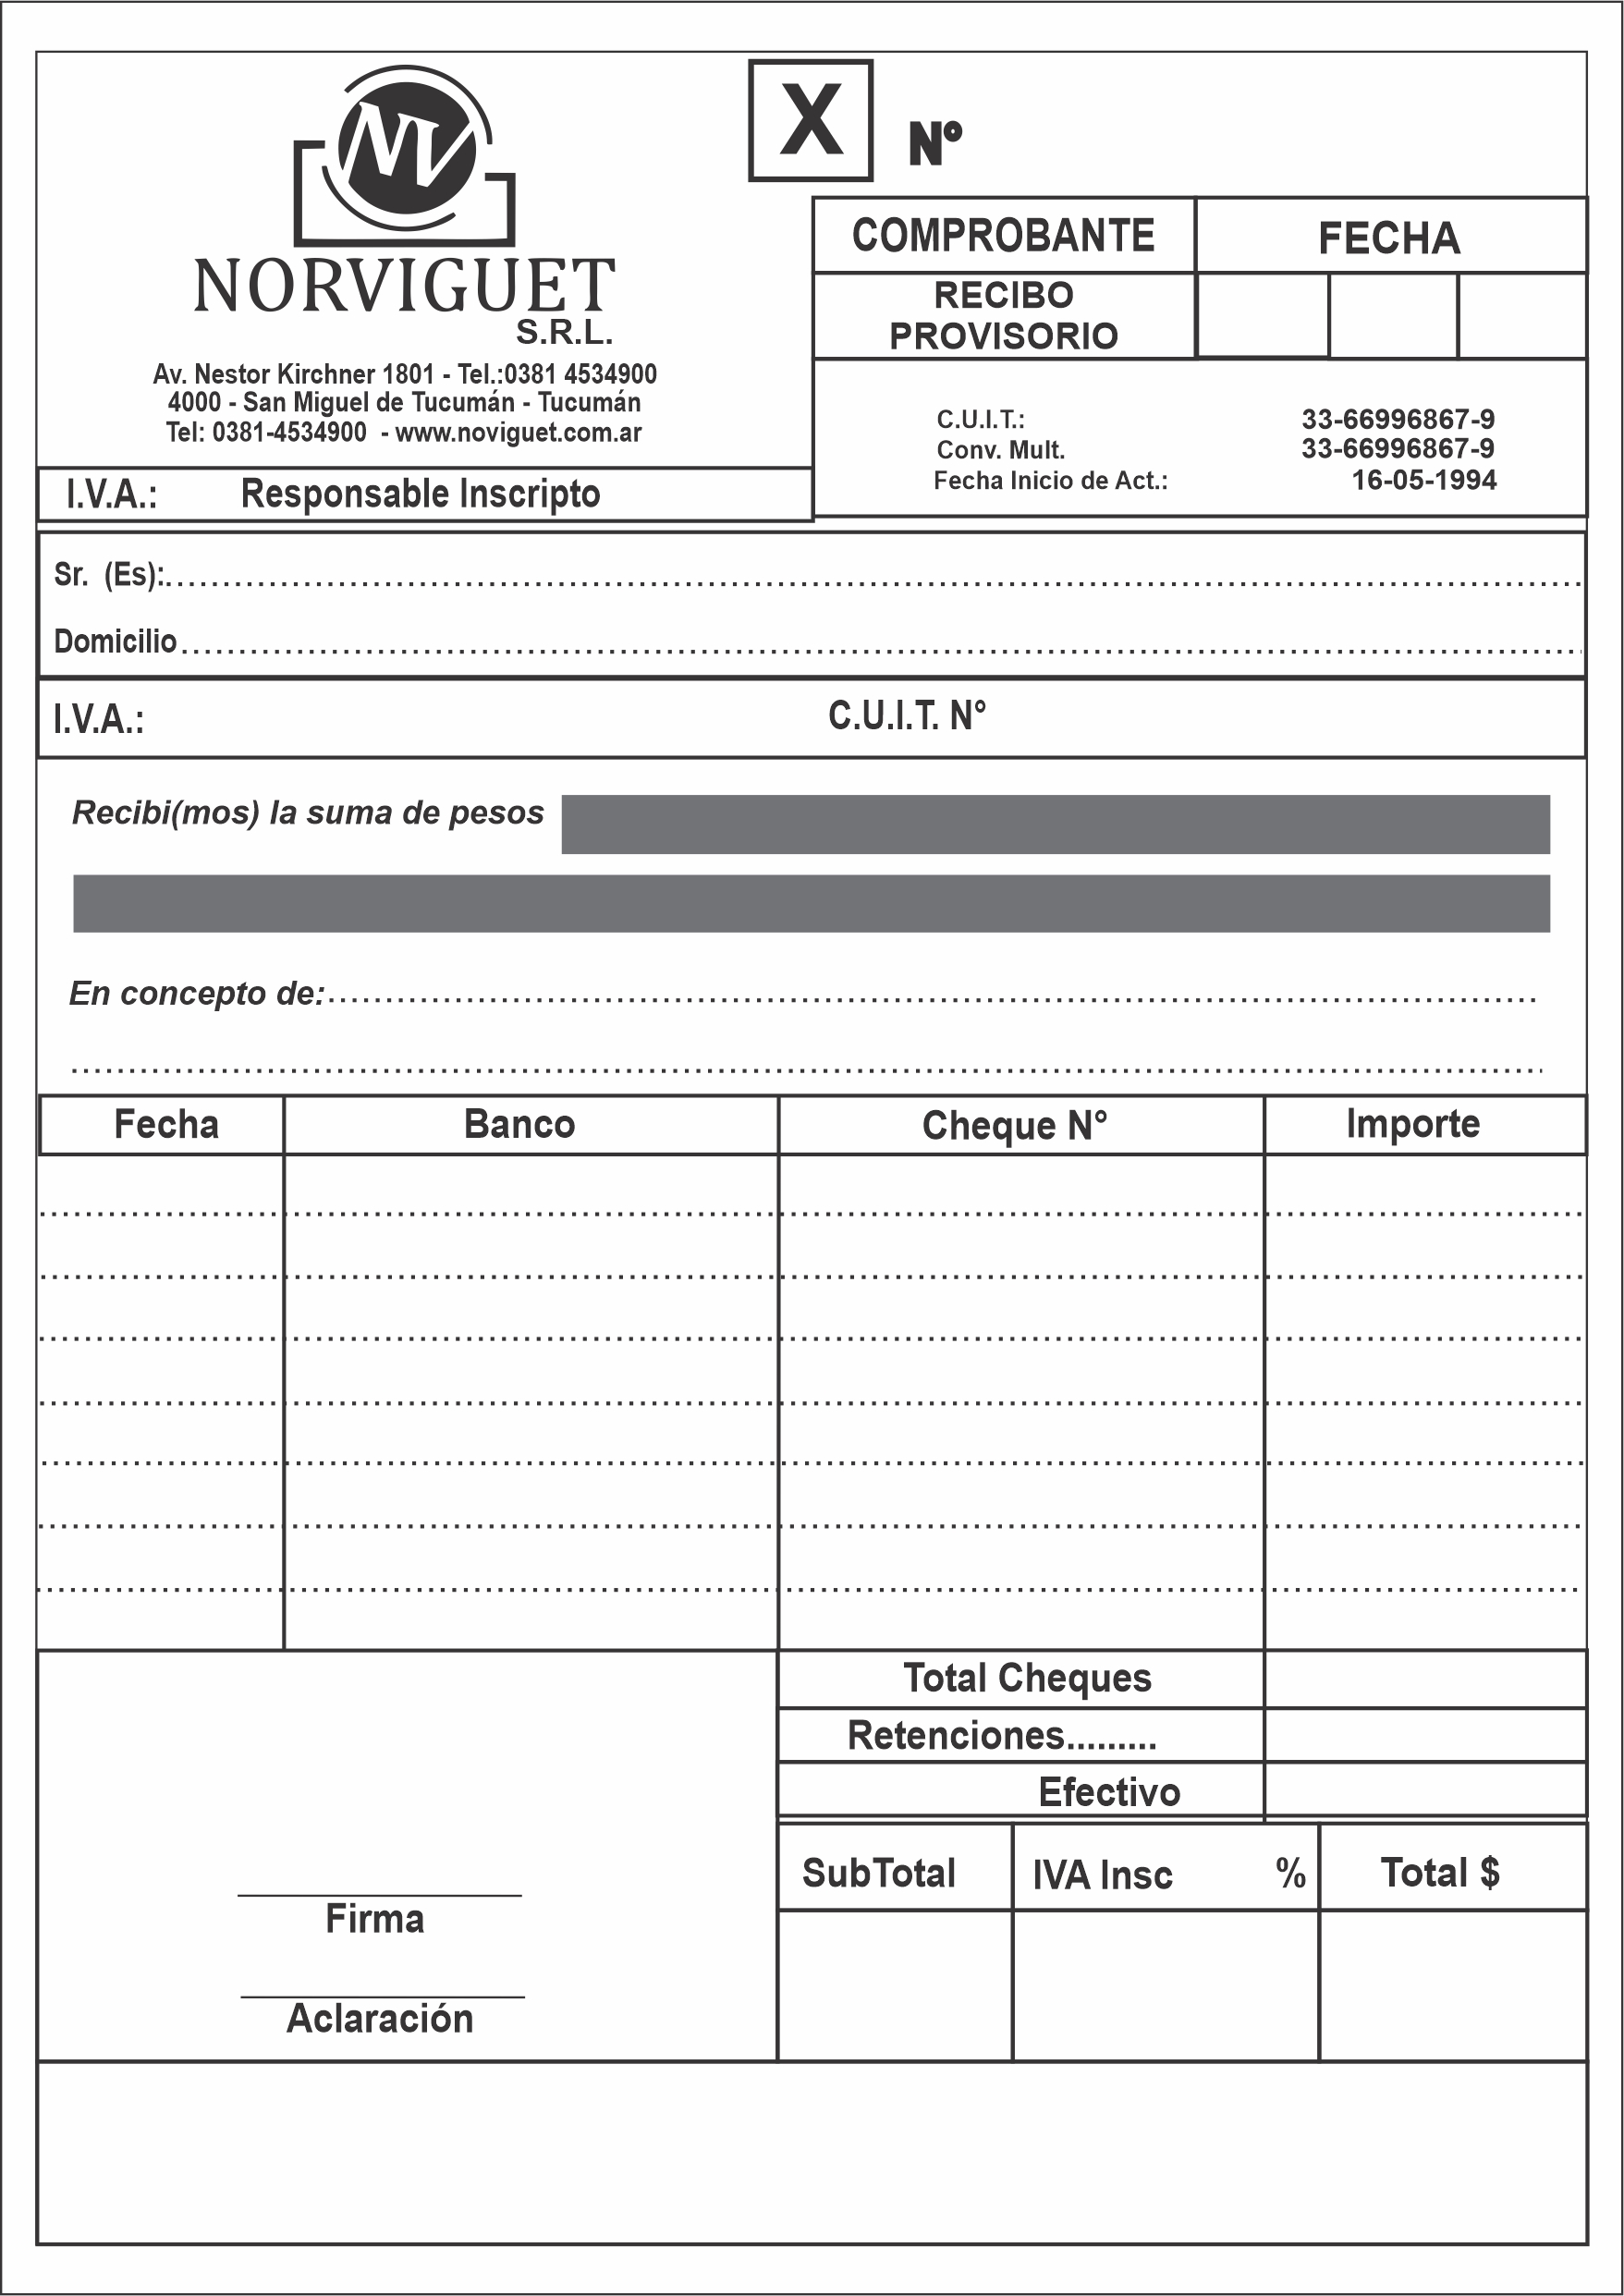 NV
NORVIGUET
S.R.L.
Av. Nestor Kirchner 1801 - Tel.:0381 4534900
4000 - San Miguel de Tucumán - Tucumán
Tel: 0381-4534900 - www.noviguet.com.ar
I.V.A.: Responsable Inscripto
X Nº
COMPROBANTE FECHA
RECIBO
PROVISORIO
C.U.I.T.: 33-66996867-9
Conv. Mult. 33-66996867-9
Fecha Inicio de Act.: 16-05-1994
Sr. (Es):
Domicilio
I.V.A.: C.U.I.T. N°
Recibi(mos) la suma de pesos
En concepto de:
Fecha Banco Cheque N° Importe
Total Cheques
Retenciones.........
Efectivo
SubTotal IVA Insc % Total $
Firma
Aclaración